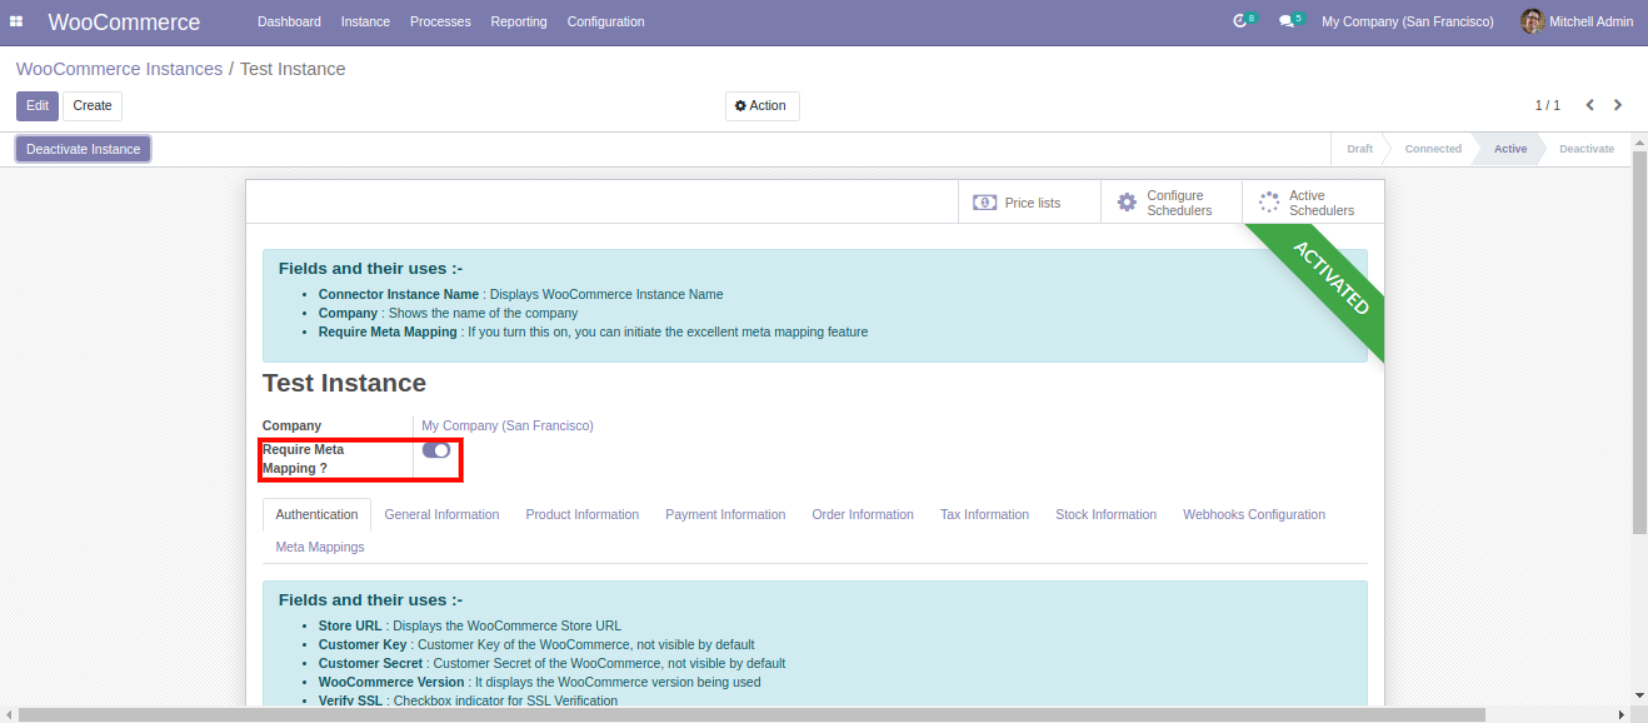 WooCommerce Dashboard Instance Processes Reporting Configuration 8 5 My Company (San Francisco) Mitchell Admin
WooCommerce Instances / Test Instance
Edit Create Action 1 / 1
Deactivate Instance Draft Connected Active Deactivate
Price lists
Configure Schedulers
Active Schedulers
ACTIVATED
Fields and their uses :-
• Connector Instance Name : Displays WooCommerce Instance Name
• Company : Shows the name of the company
• Require Meta Mapping : If you turn this on, you can initiate the excellent meta mapping feature
Test Instance
Company My Company (San Francisco)
Require Meta
Mapping ?
Authentication General Information Product Information Payment Information Order Information Tax Information Stock Information Webhooks Configuration
Meta Mappings
Fields and their uses :-
• Store URL : Displays the WooCommerce Store URL
• Customer Key : Customer Key of the WooCommerce, not visible by default
• Customer Secret : Customer Secret of the WooCommerce, not visible by default
• WooCommerce Version : It displays the WooCommerce version being used
• Verify SSL : Checkbox indicator for SSL Verification